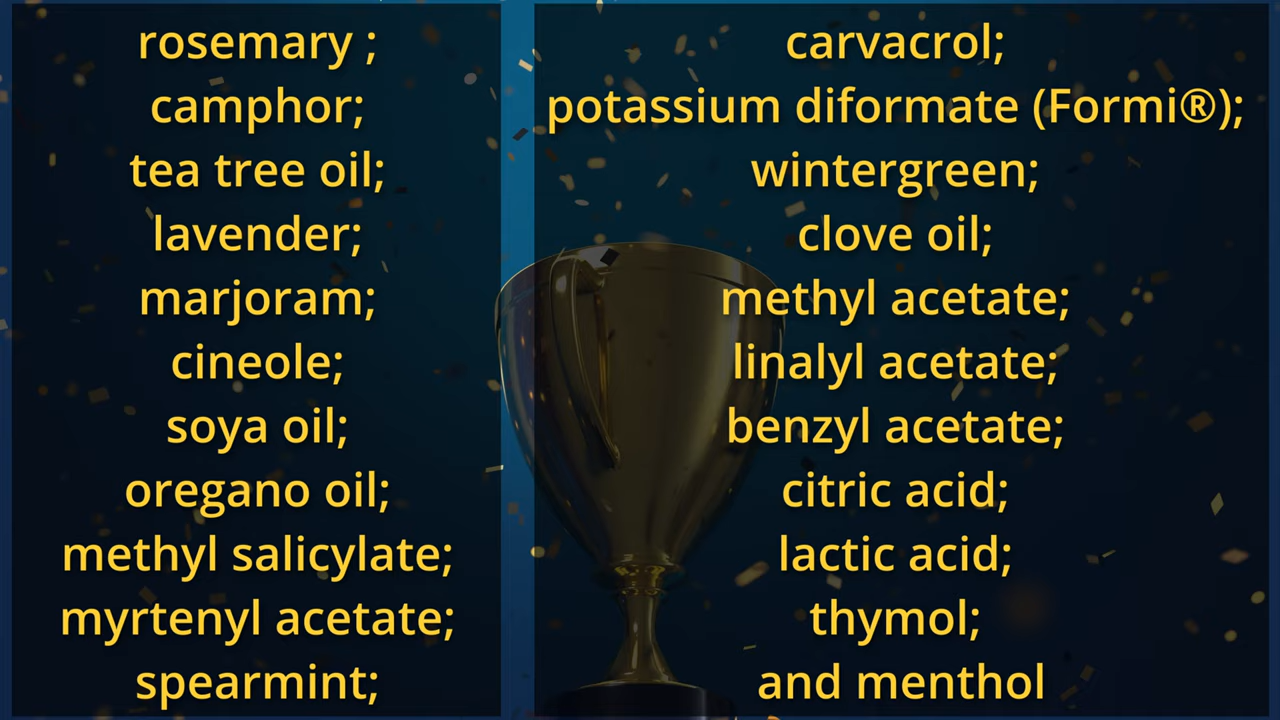 rosemary ;
camphor;
tea tree oil;
lavender;
marjoram;
cineole;
soya oil;
oregano oil;
methyl salicylate;
myrtenyl acetate;
spearmint;
carvacrol;
potassium diformate (Formi®);
wintergreen;
clove oil;
methyl acetate;
linalyl acetate;
benzyl acetate;
citric acid;
lactic acid;
thymol;
and menthol